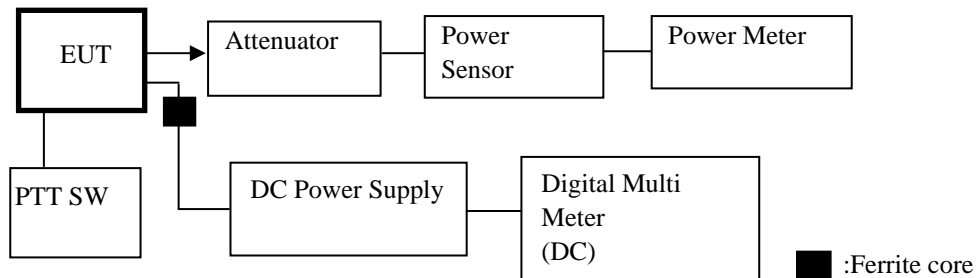 EUT
Attenuator
Power
Sensor
Power Meter
PTT SW
DC Power Supply
Digital Multi
Meter
(DC)
:Ferrite core